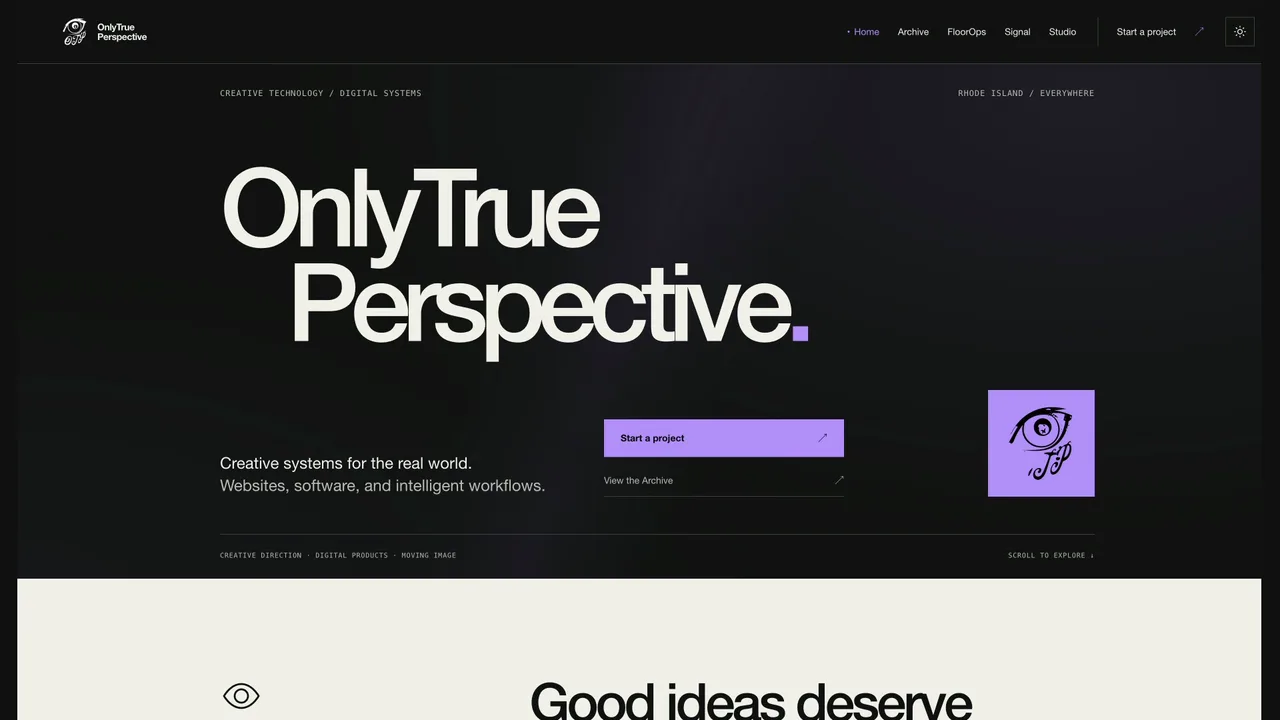 OnlyTrue
Perspective
Home
Archive
FloorOps
Signal
Studio
Start a project
CREATIVE TECHNOLOGY / DIGITAL SYSTEMS
RHODE ISLAND / EVERYWHERE
OnlyTrue
Perspective.
Start a project
Creative systems for the real world.
View the Archive
Websites, software, and intelligent workflows.
CREATIVE DIRECTION · DIGITAL PRODUCTS · MOVING IMAGE
SCROLL TO EXPLORE ↓
Good ideas deserve